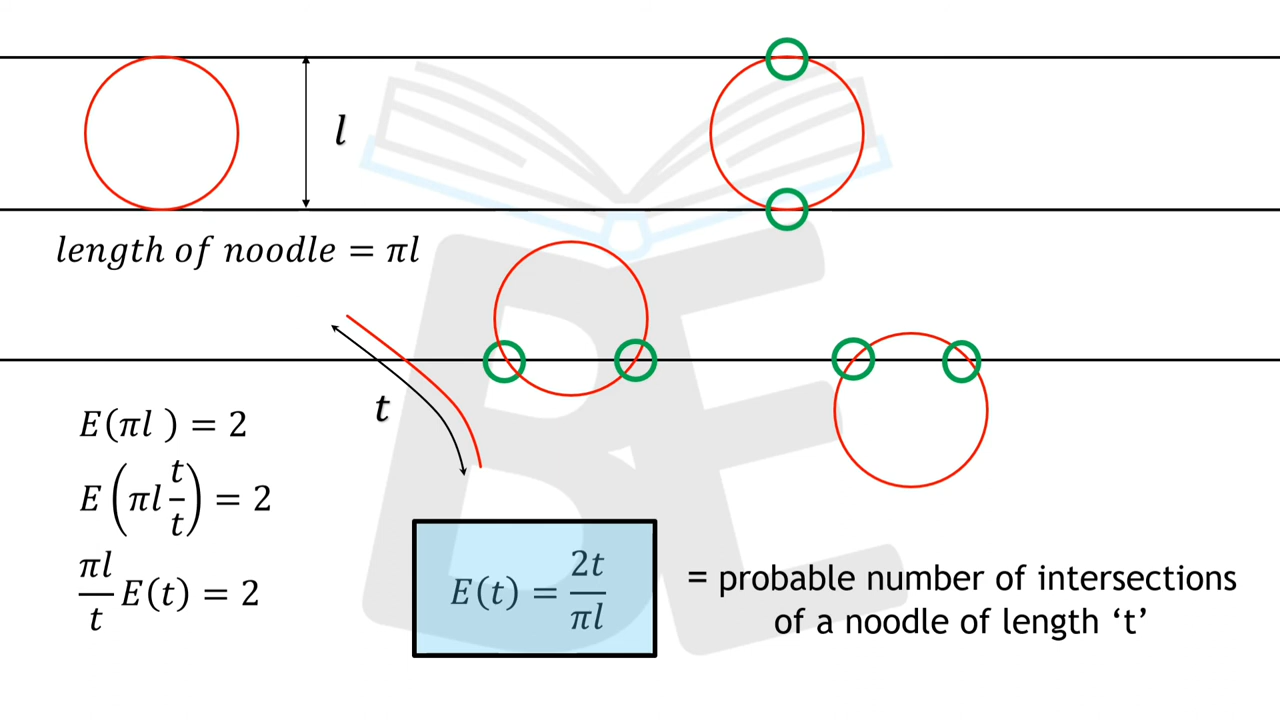 l
length of noodle = πl
t
E(πl ) = 2
E(πl t/t) = 2
πl/t E(t) = 2
E(t) = 2t/πl
= probable number of intersections
of a noodle of length ‘t’
BE